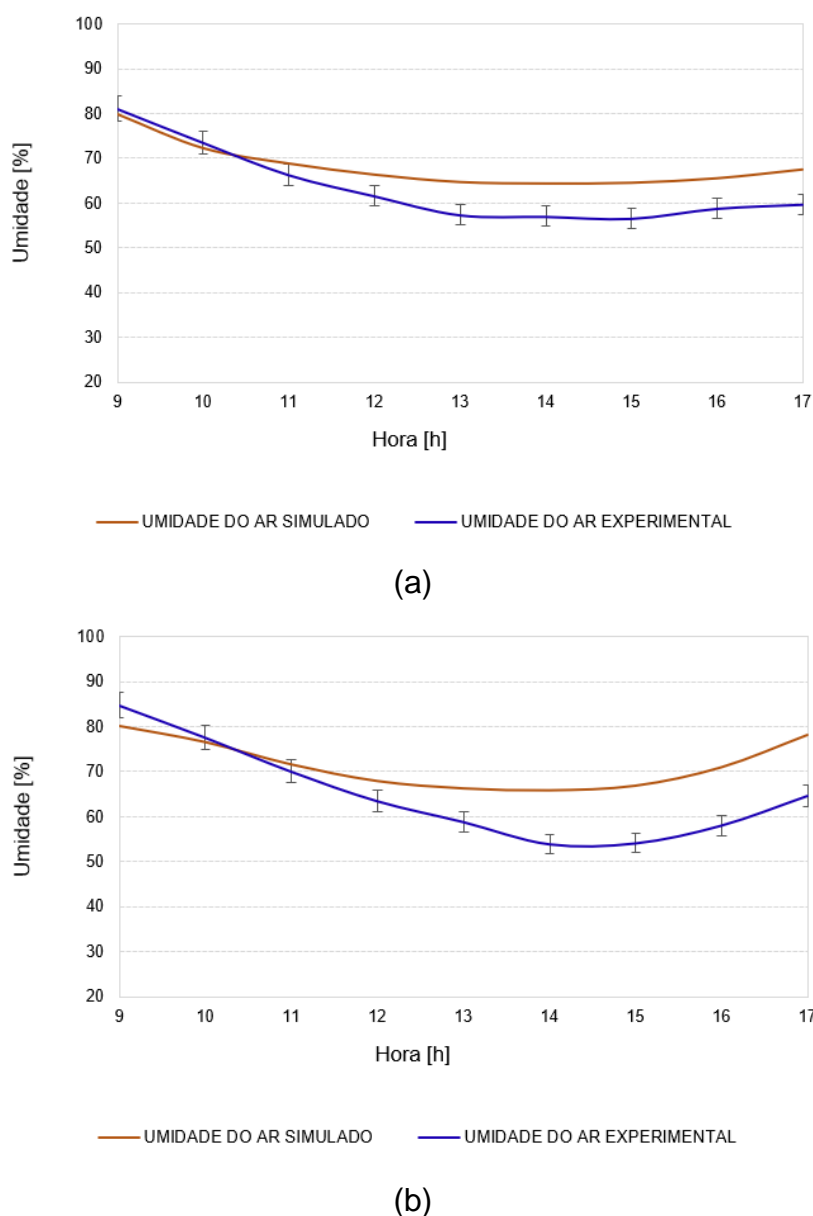 100
90
80
70
60
50
40
30
20
Umidade [%]
9 10 11 12 13 14 15 16 17
Hora [h]
UMIDADE DO AR SIMULADO UMIDADE DO AR EXPERIMENTAL
(a)
100
90
80
70
60
50
40
30
20
Umidade [%]
9 10 11 12 13 14 15 16 17
Hora [h]
UMIDADE DO AR SIMULADO UMIDADE DO AR EXPERIMENTAL
(b)